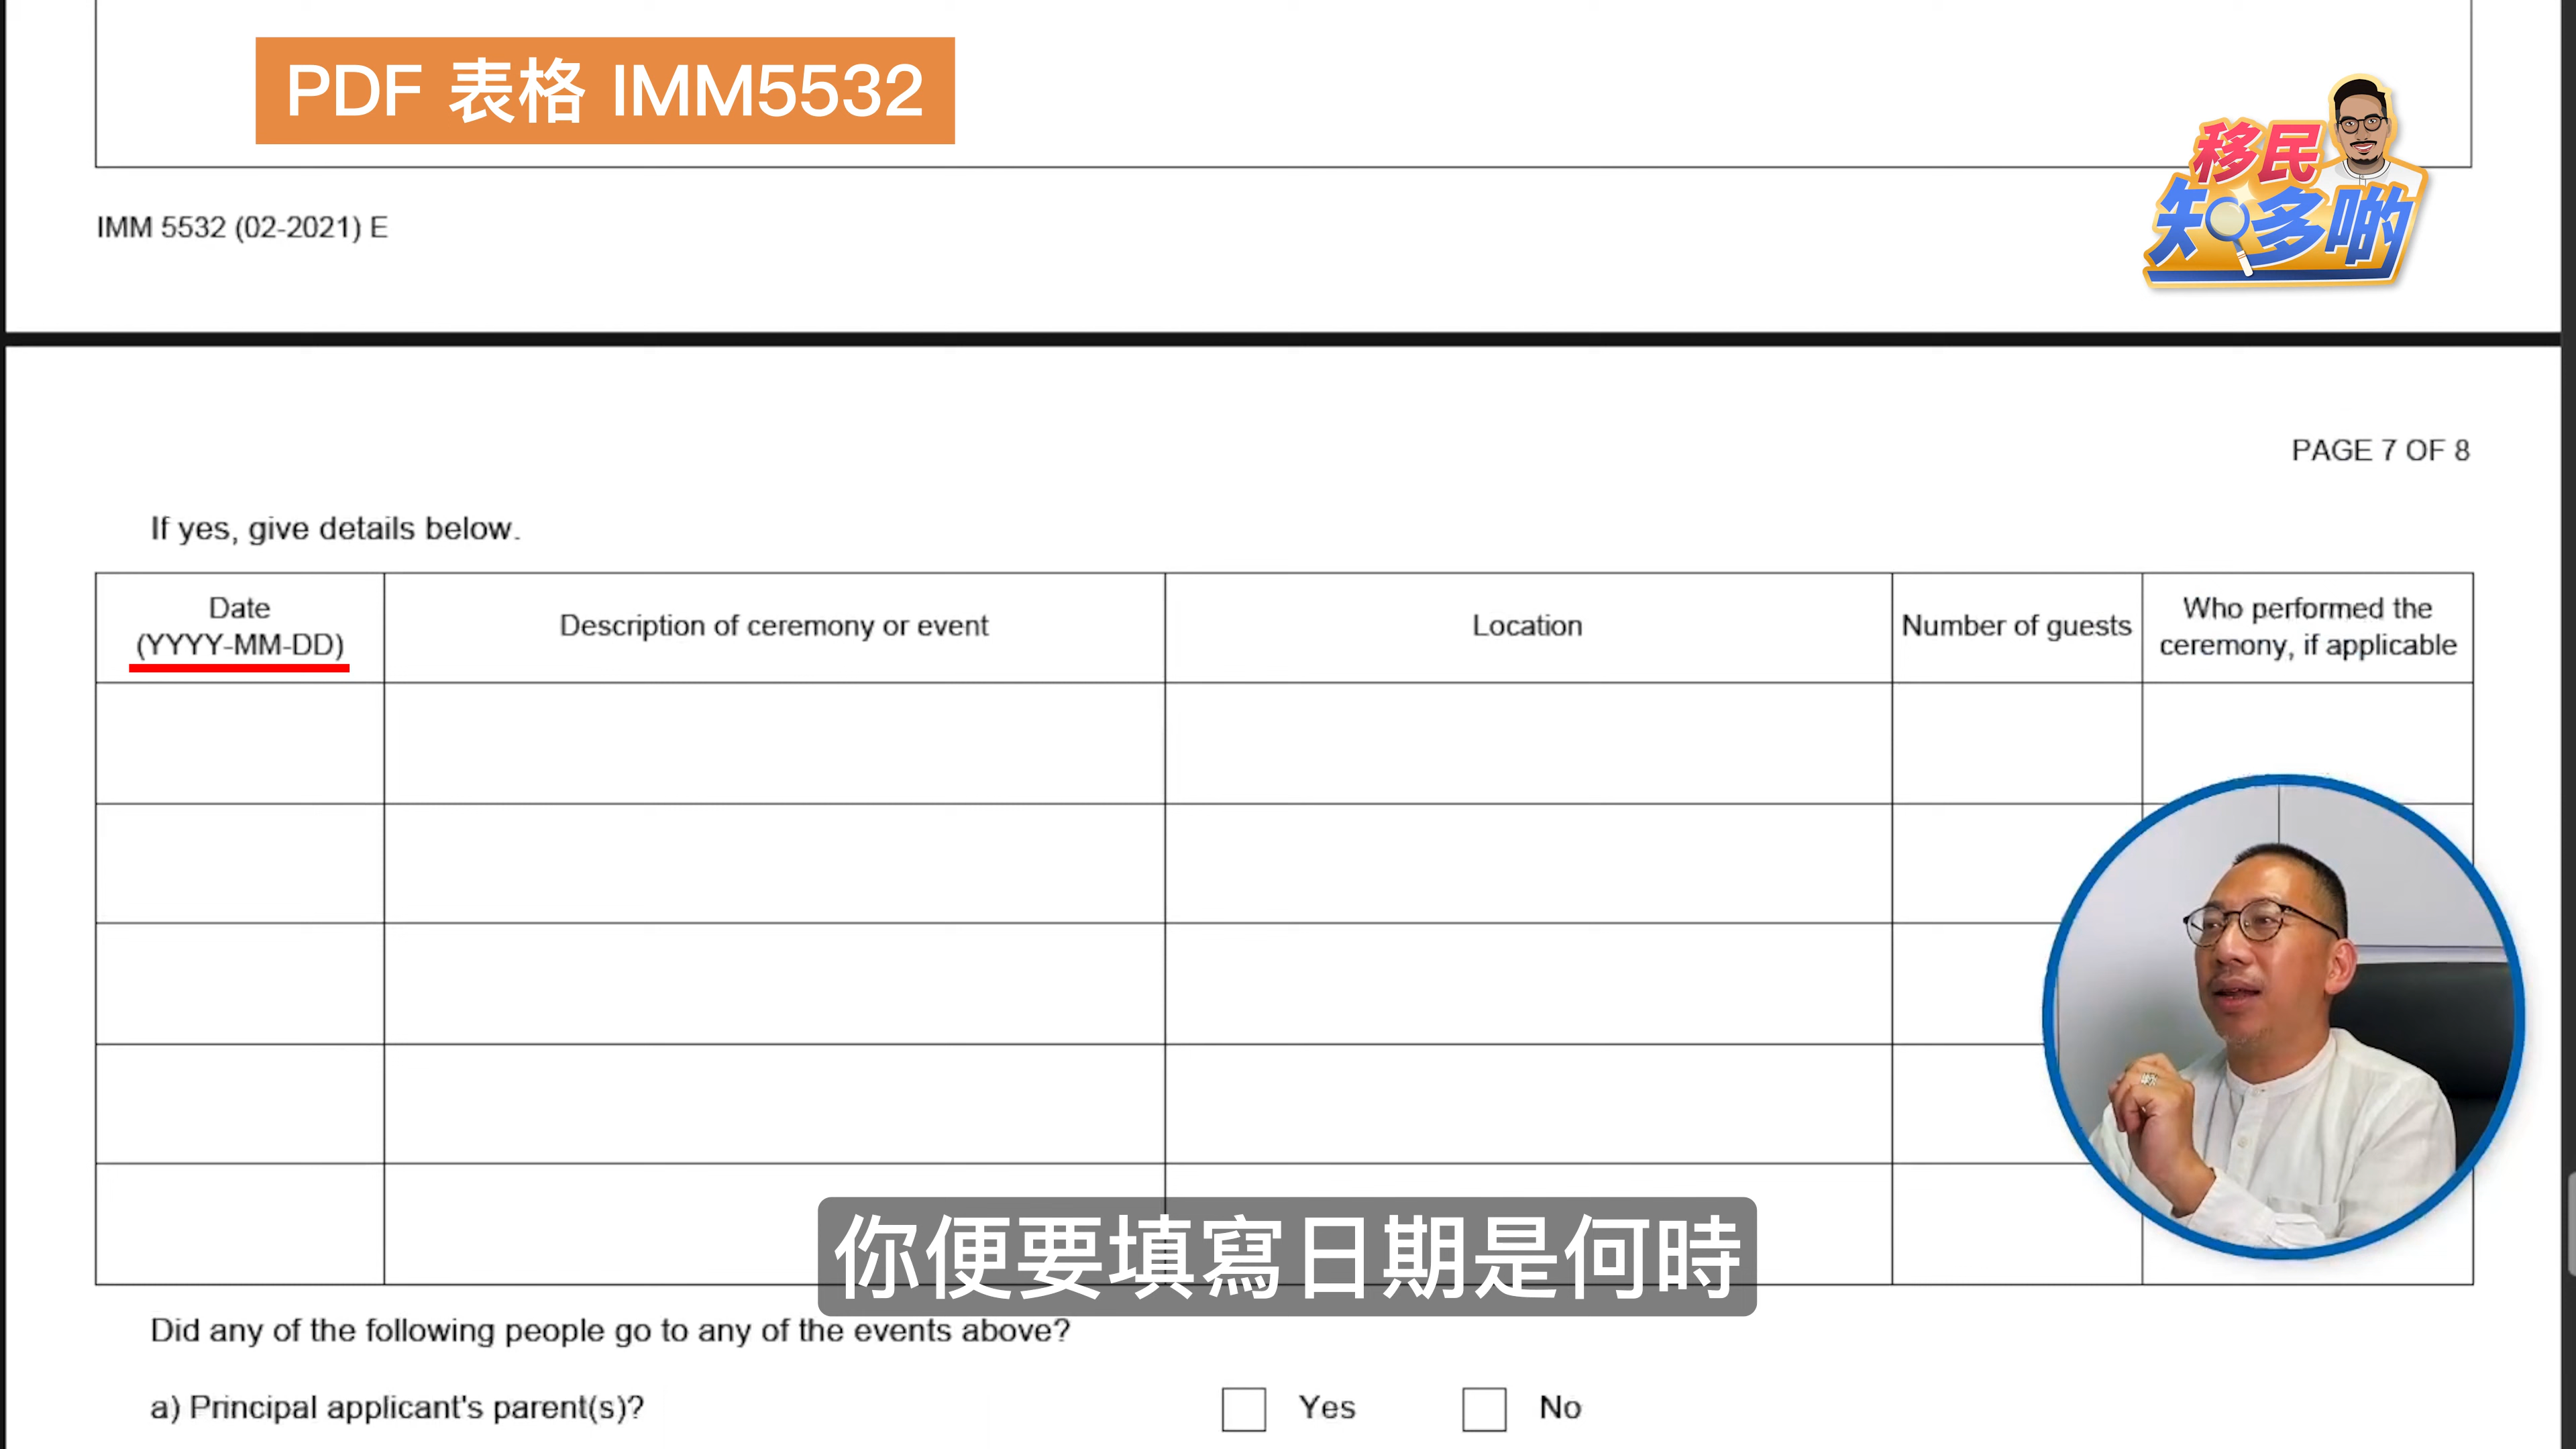 PDF 表格 IMM5532
移民
知多啲
IMM 5532 (02-2021) E
PAGE 7 OF 8
If yes, give details below.
Date
(YYYY-MM-DD)
Description of ceremony or event
Location
Number of guests
Who performed the
ceremony, if applicable
你便要填寫日期是何時
Did any of the following people go to any of the events above?
a) Principal applicant's parent(s)?
Yes
No